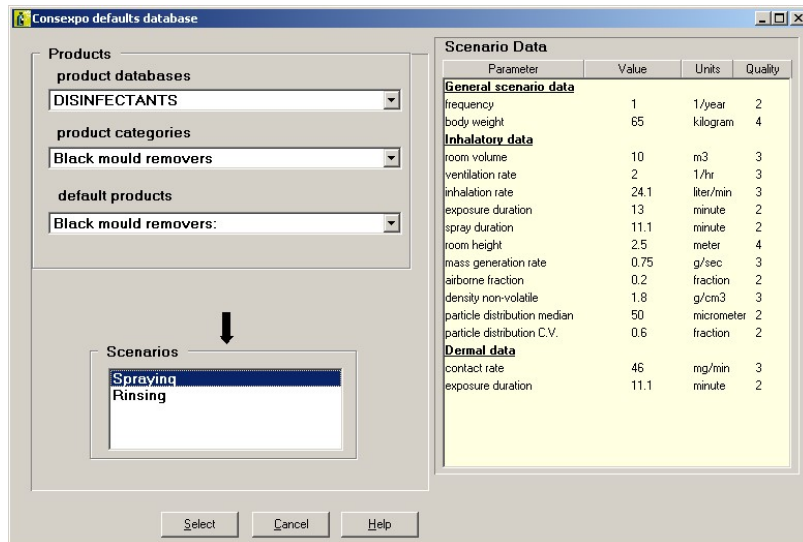 Consexpo defaults database
Products
product databases
DISINFECTANTS
product categories
Black mould removers
default products
Black mould removers:
Scenarios
Spraying
Rinsing
Select Cancel Help
Scenario Data
Parameter Value Units Quality
General scenario data
frequency 1 1/year 2
body weight 65 kilogram 4
Inhalatory data
room volume 10 m3 3
ventilation rate 2 1/hr 3
inhalation rate 24.1 liter/min 3
exposure duration 13 minute 2
spray duration 11.1 minute 2
room height 2.5 meter 4
mass generation rate 0.75 g/sec 3
airborne fraction 0.2 fraction 2
density non-volatile 1.8 g/cm3 3
particle distribution median 50 micrometer 2
particle distribution C.V. 0.6 fraction 2
Dermal data
contact rate 46 mg/min 3
exposure duration 11.1 minute 2